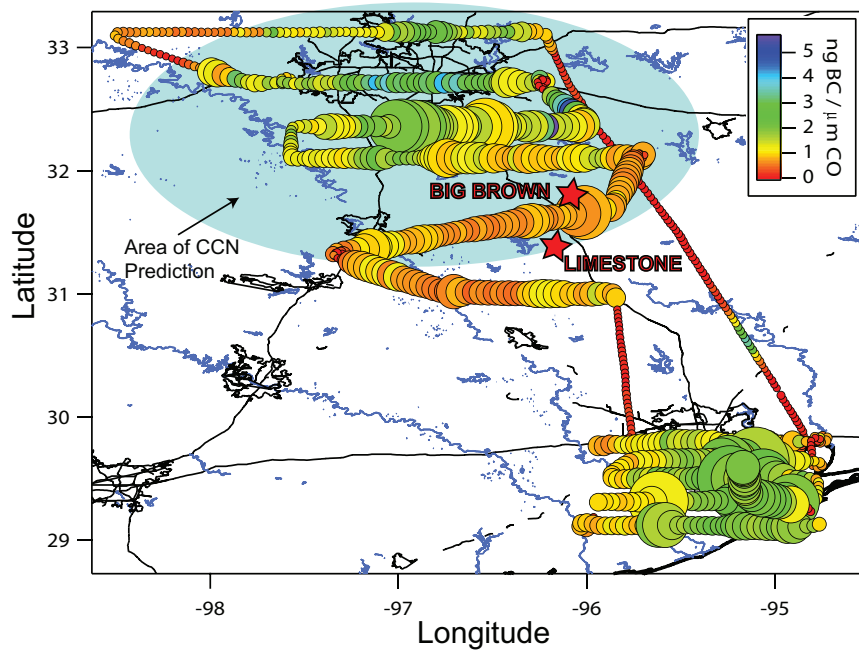 33
32
31
30
29
Latitude
-98
-97
-96
-95
Longitude
BIG BROWN
LIMESTONE
Area of CCN
Prediction
5
4
3
2
1
0
ng BC / μm CO